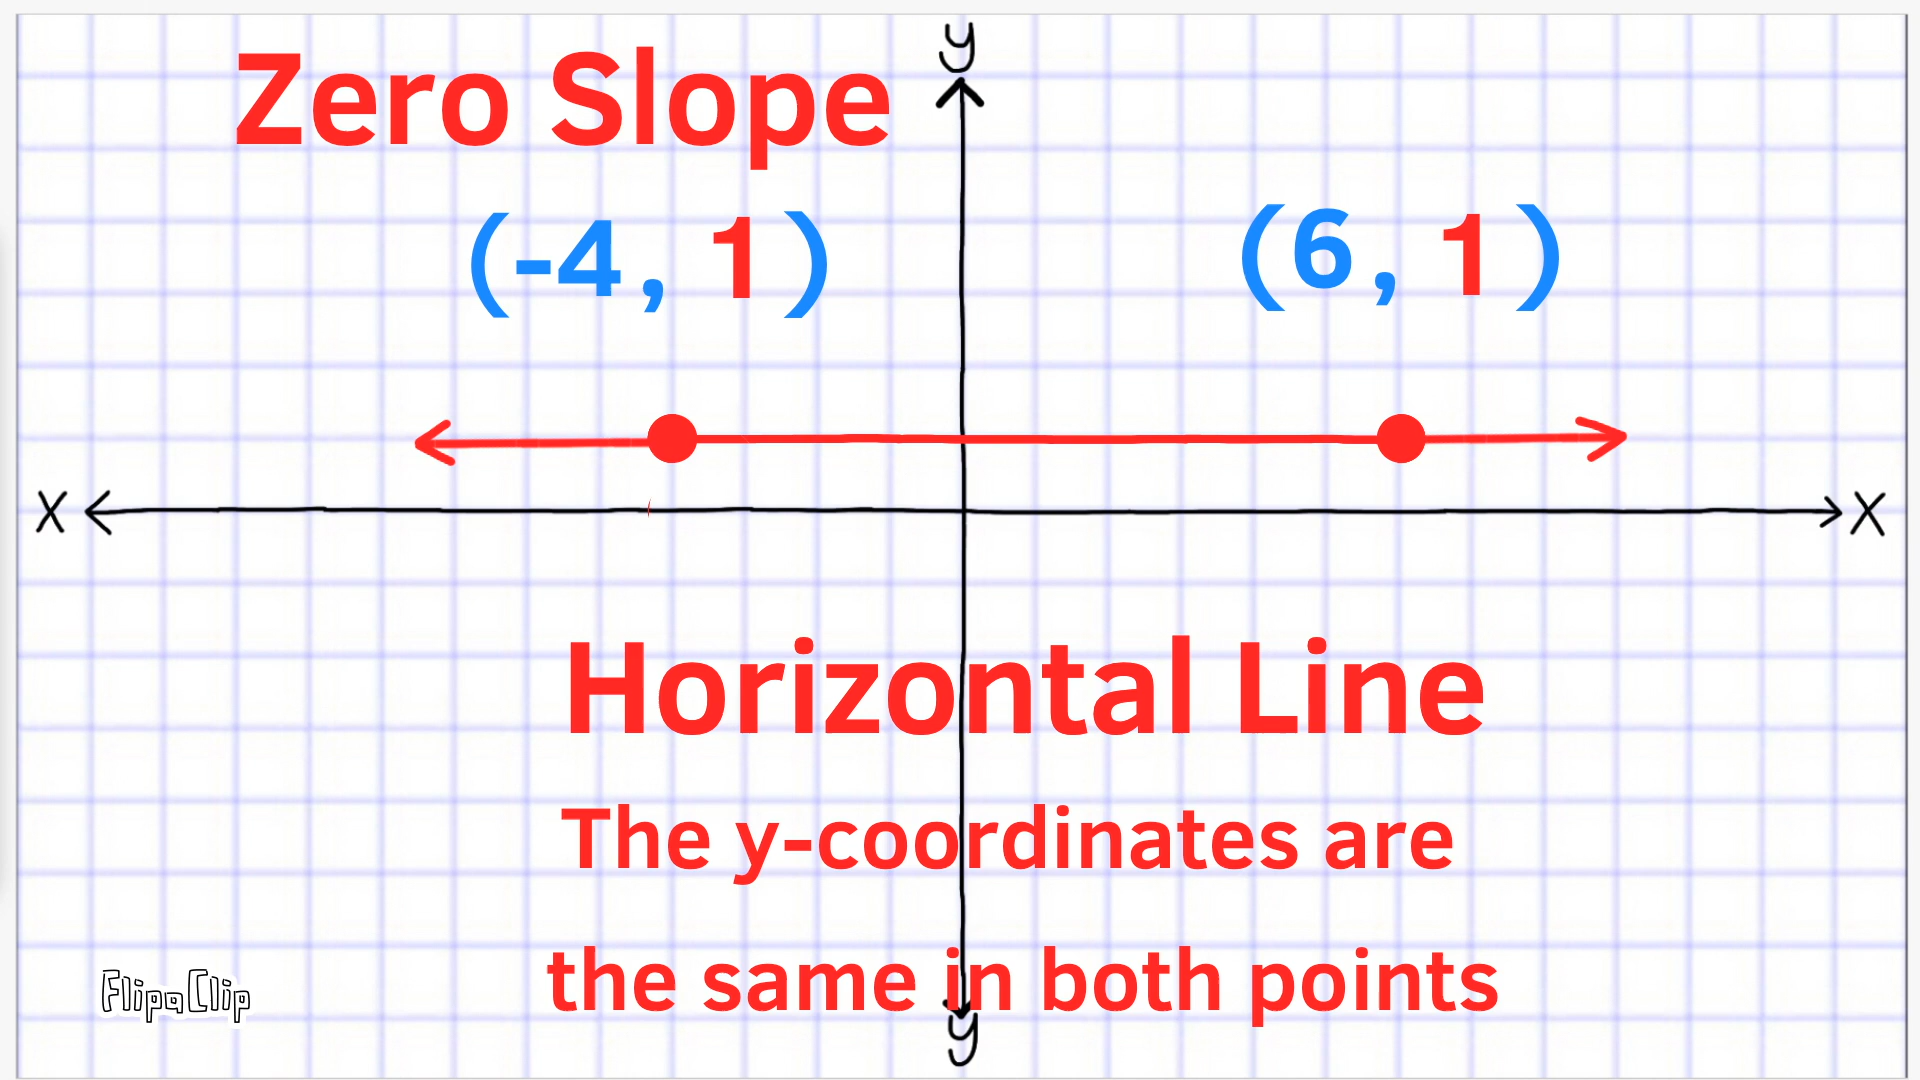 y
Zero Slope
(-4, 1) (6, 1)
X X
Horizontal Line
The y-coordinates are
the same in both points
FlipaClip
y